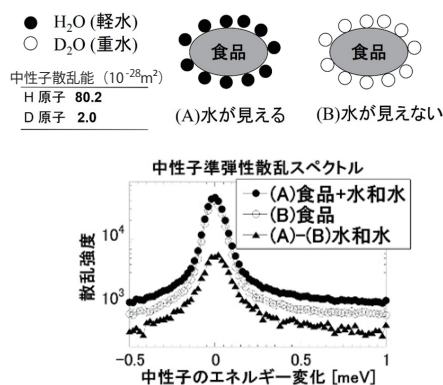 ● H₂O (軽水)
○ D₂O (重水)
中性子散乱能 (10⁻²⁸m²)
H 原子 80.2
D 原子 2.0
食品
(A)水が見える
食品
(B)水が見えない
中性子準弾性散乱スペクトル
(A)食品+水和水
(B)食品
(A)-(B)水和水
散乱強度
10⁴
10³
-0.5 0 0.5 1
中性子のエネルギー変化 [meV]